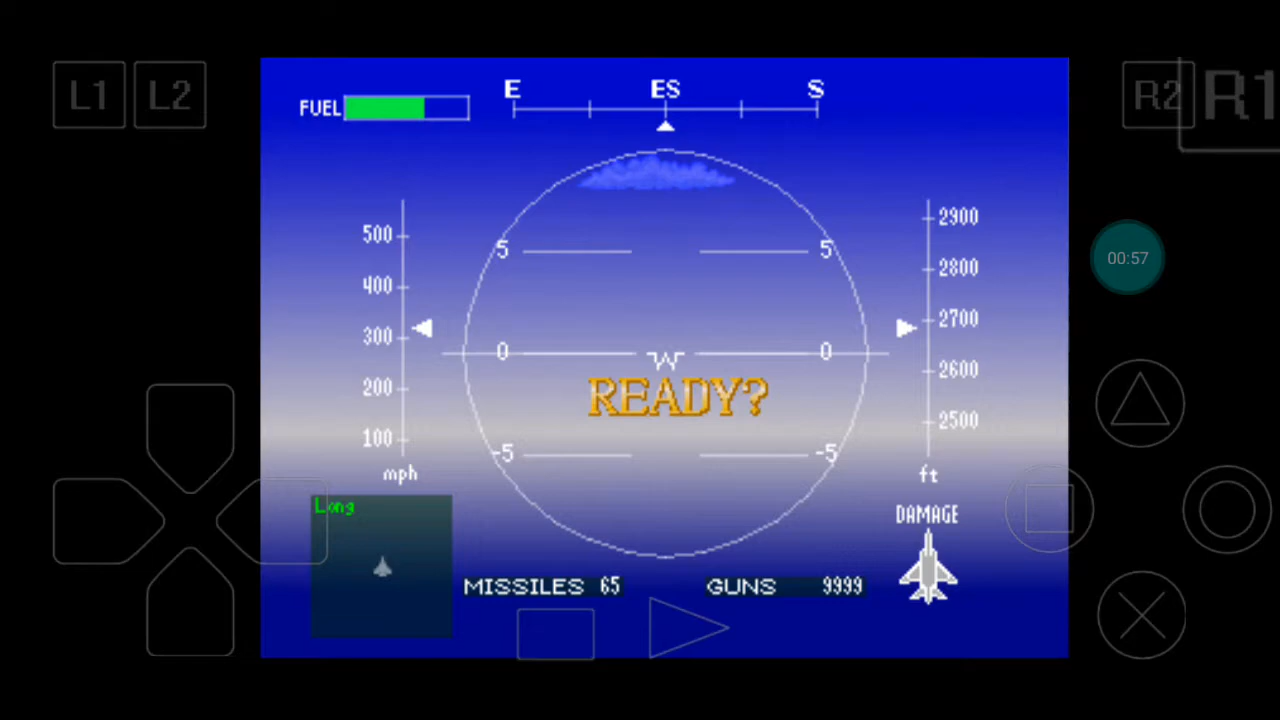 L1 L2
R2 R1
E ES S
FUEL
5 5
500
400
300
200
100
mph
2900
2800
2700
2600
2500
ft
00:57
0 0
READY?
-5 -5
Long
DAMAGE
MISSILES 65
GUNS 9999